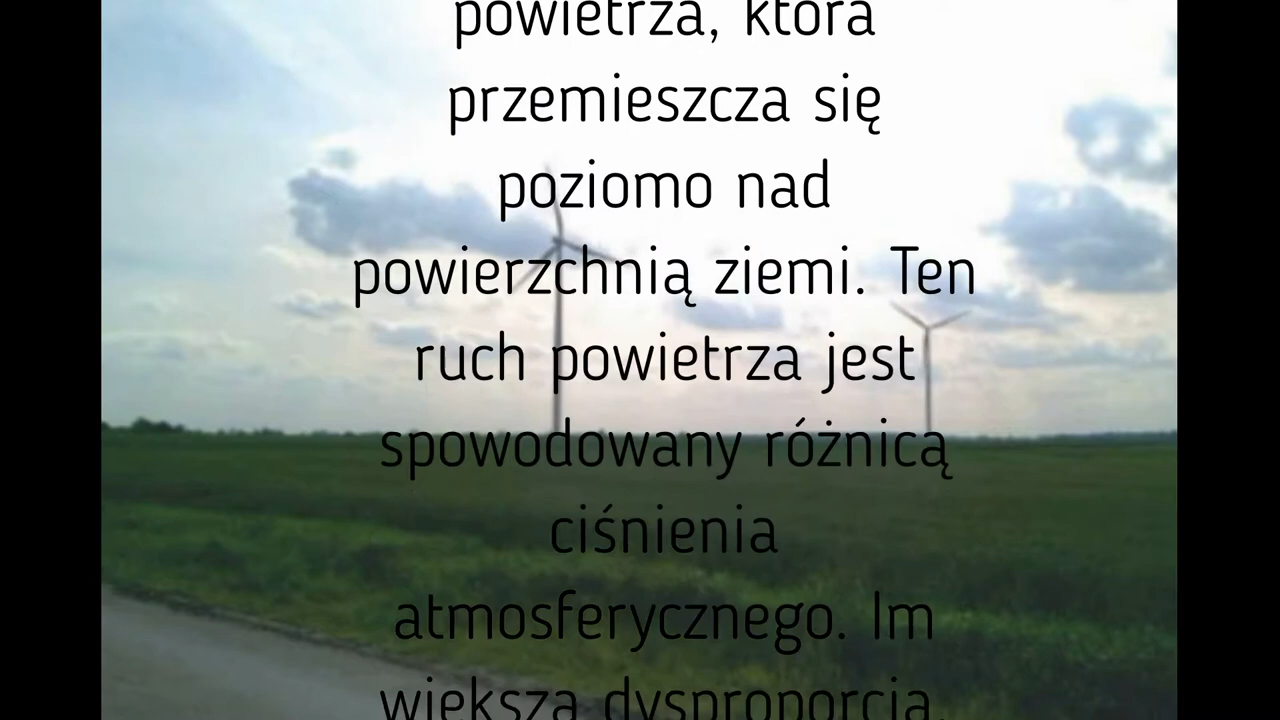 powietrza, która
przemieszcza się
poziomo nad
powierzchnią ziemi. Ten
ruch powietrza jest
spowodowany różnicą
ciśnienia
atmosferycznego. Im
większa dysproporcja,